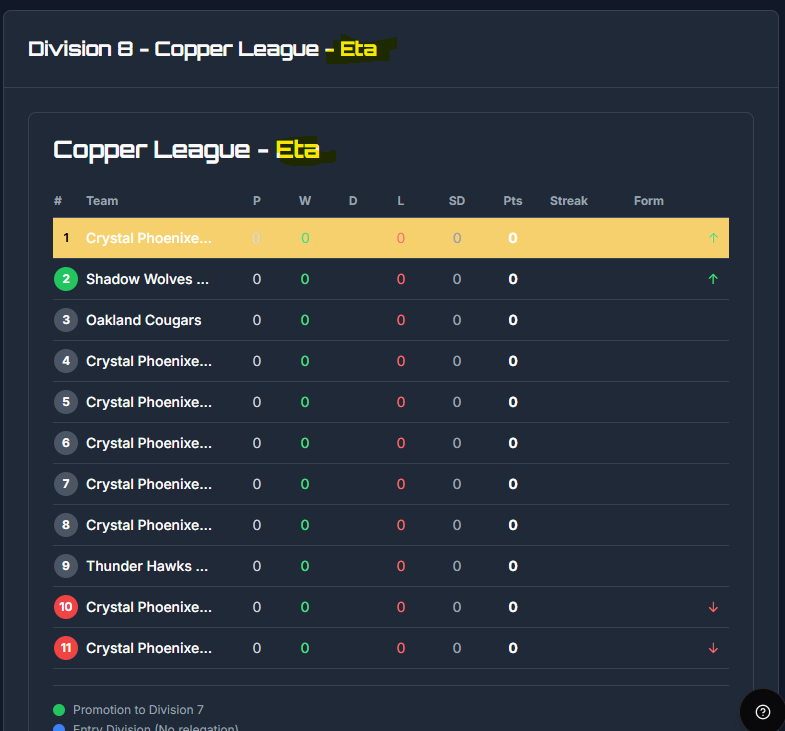 Division 8 - Copper League - Eta
Copper League - Eta
# Team P W D L SD Pts Streak Form
1 Crystal Phoenixe... 0 0 0 0 0 ↑
2 Shadow Wolves ... 0 0 0 0 0 ↑
3 Oakland Cougars 0 0 0 0 0
4 Crystal Phoenixe... 0 0 0 0 0
5 Crystal Phoenixe... 0 0 0 0 0
6 Crystal Phoenixe... 0 0 0 0 0
7 Crystal Phoenixe... 0 0 0 0 0
8 Crystal Phoenixe... 0 0 0 0 0
9 Thunder Hawks ... 0 0 0 0 0
10 Crystal Phoenixe... 0 0 0 0 0 ↓
11 Crystal Phoenixe... 0 0 0 0 0 ↓
Promotion to Division 7
Entry Division (No relegation)
?